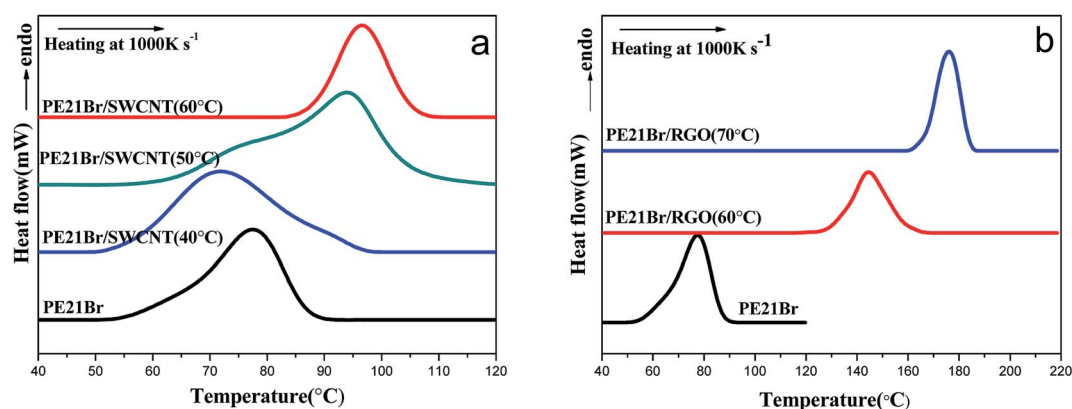 a
Heating at 1000K s⁻¹
endo
Heat flow(mW)
PE21Br/SWCNT(60°C)
PE21Br/SWCNT(50°C)
PE21Br/SWCNT(40°C)
PE21Br
40 50 60 70 80 90 100 110 120
Temperature(°C)
b
Heating at 1000K s⁻¹
endo
Heat flow(mW)
PE21Br/RGO(70°C)
PE21Br/RGO(60°C)
PE21Br
40 60 80 100 120 140 160 180 200 220
Temperature(°C)